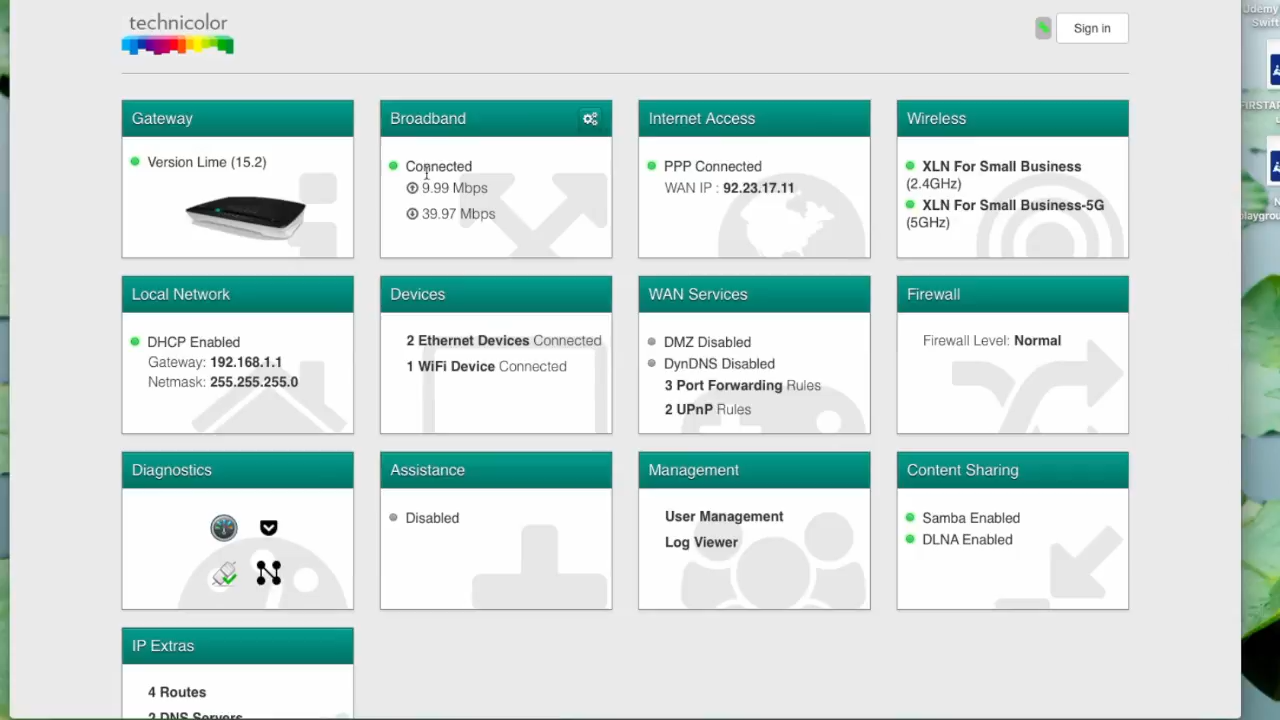 technicolor
Sign in
Gateway
Version Lime (15.2)
Broadband
Connected
9.99 Mbps
39.97 Mbps
Internet Access
PPP Connected
WAN IP : 92.23.17.11
Wireless
XLN For Small Business
(2.4GHz)
XLN For Small Business-5G
(5GHz)
Local Network
DHCP Enabled
Gateway: 192.168.1.1
Netmask: 255.255.255.0
Devices
2 Ethernet Devices Connected
1 WiFi Device Connected
WAN Services
DMZ Disabled
DynDNS Disabled
3 Port Forwarding Rules
2 UPnP Rules
Firewall
Firewall Level: Normal
Diagnostics
Assistance
Disabled
Management
User Management
Log Viewer
Content Sharing
Samba Enabled
DLNA Enabled
IP Extras
4 Routes
2 DNS Servers
Udemy
Swift